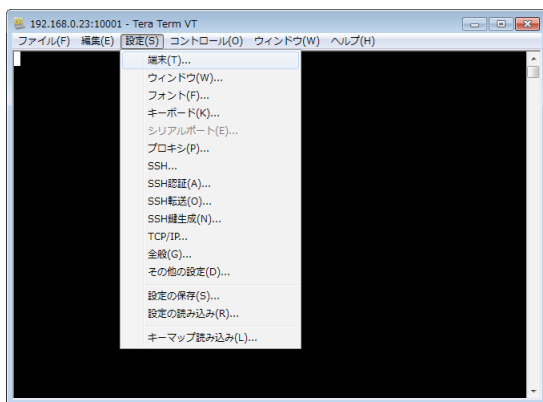 192.168.0.23:10001 - Tera Term VT
ファイル(F) 編集(E) 設定(S) コントロール(O) ウィンドウ(W) ヘルプ(H)
端末(T)...
ウィンドウ(W)...
フォント(F)...
キーボード(K)...
シリアルポート(E)...
プロキシ(P)...
SSH...
SSH認証(A)...
SSH転送(O)...
SSH鍵生成(N)...
TCP/IP...
全般(G)...
その他の設定(D)...
設定の保存(S)...
設定の読み込み(R)...
キーマップ読み込み(L)...